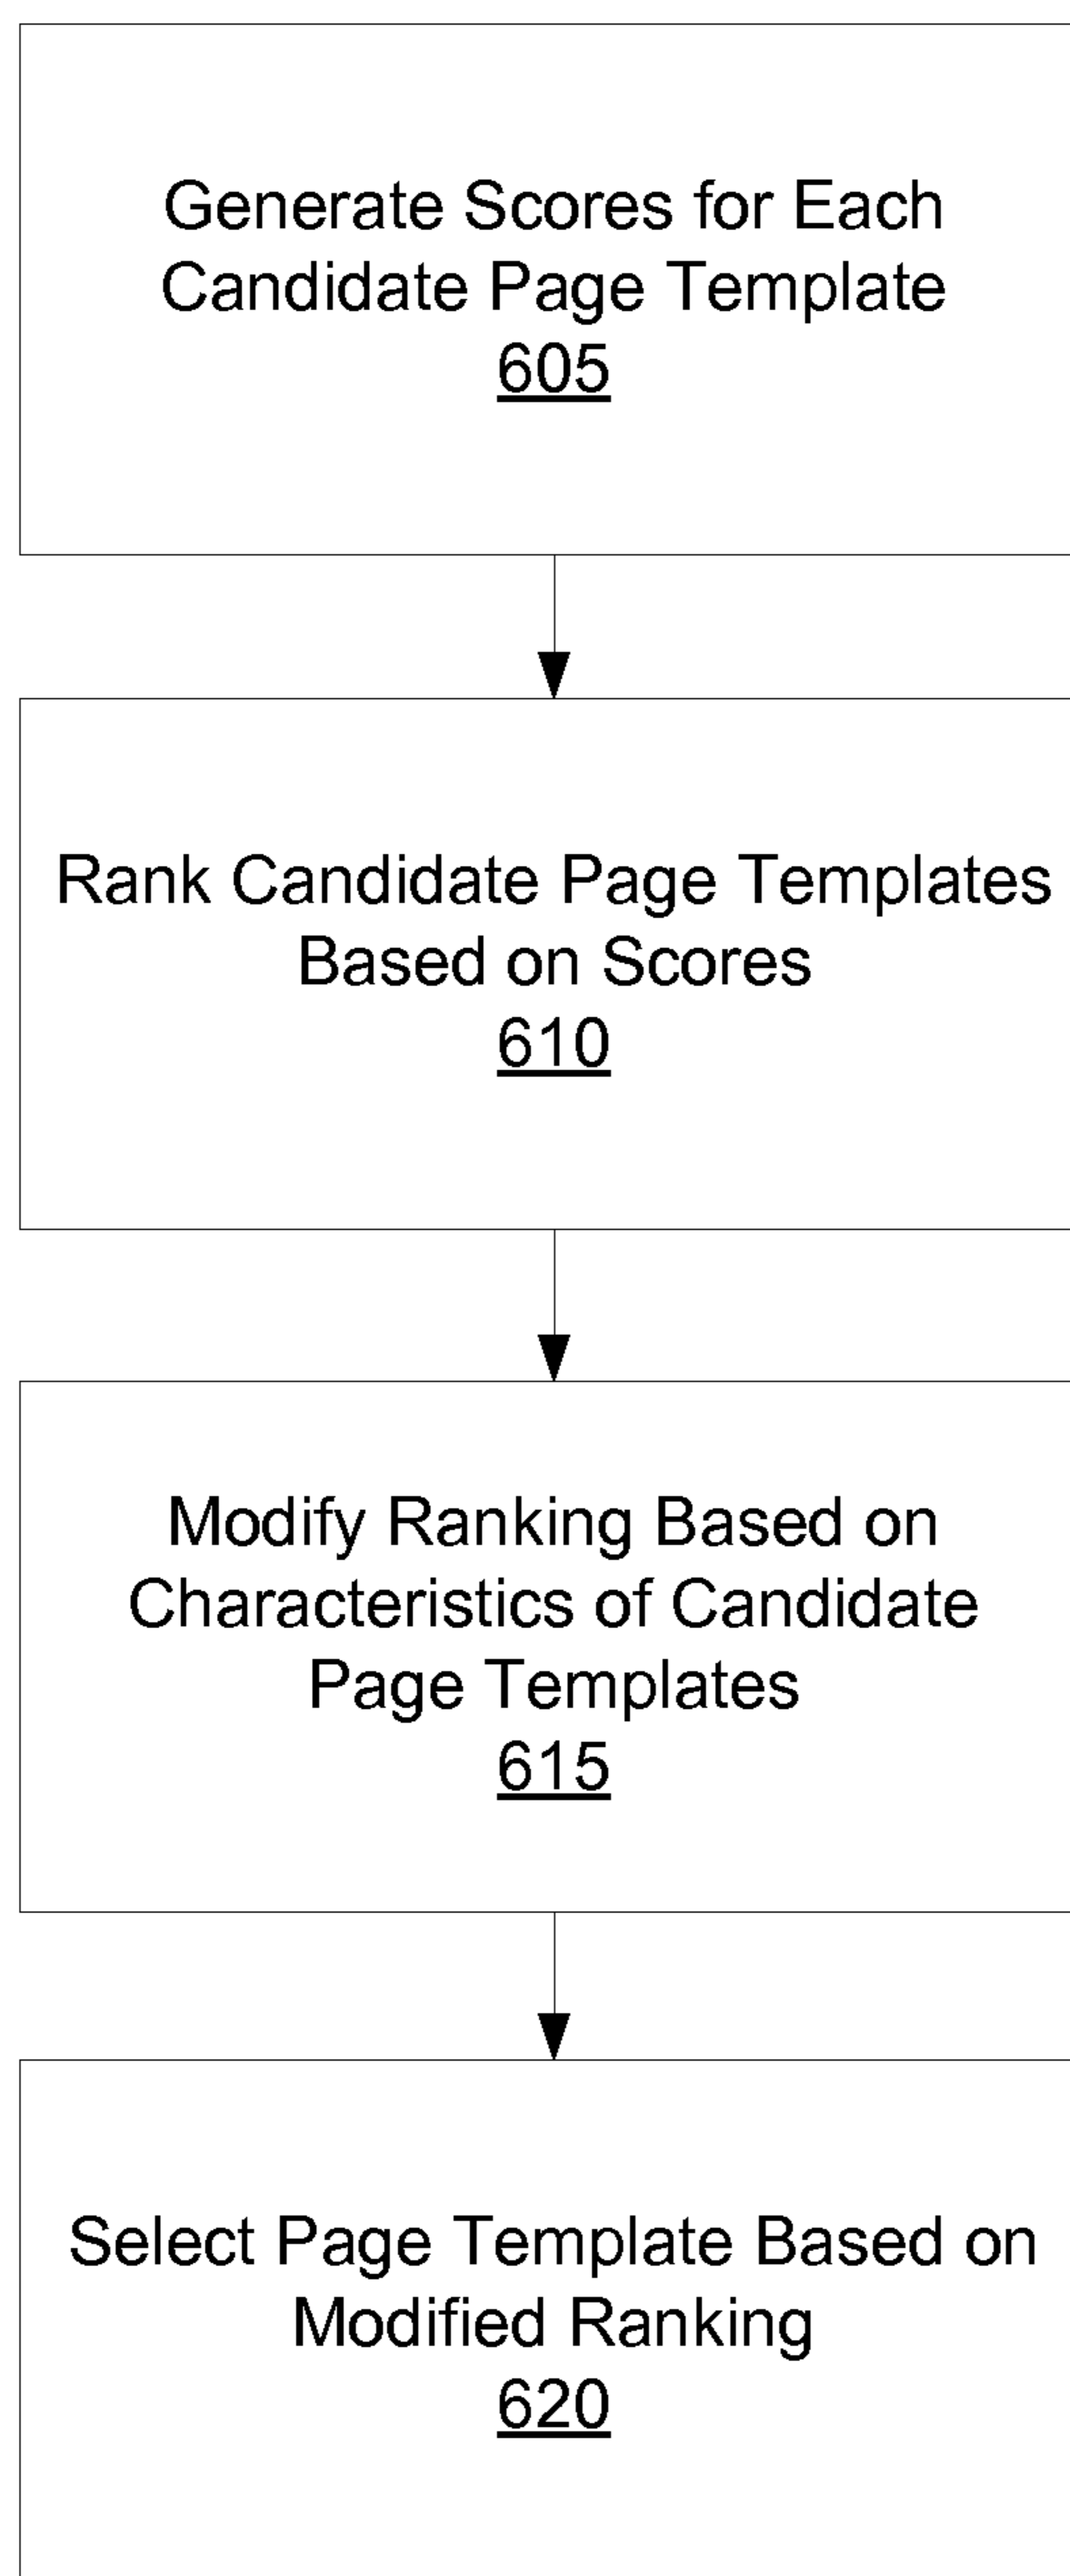 Generate Scores for Each
Candidate Page Template
605
Rank Candidate Page Templates
Based on Scores
610
Modify Ranking Based on
Characteristics of Candidate
Page Templates
615
Select Page Template Based on
Modified Ranking
620